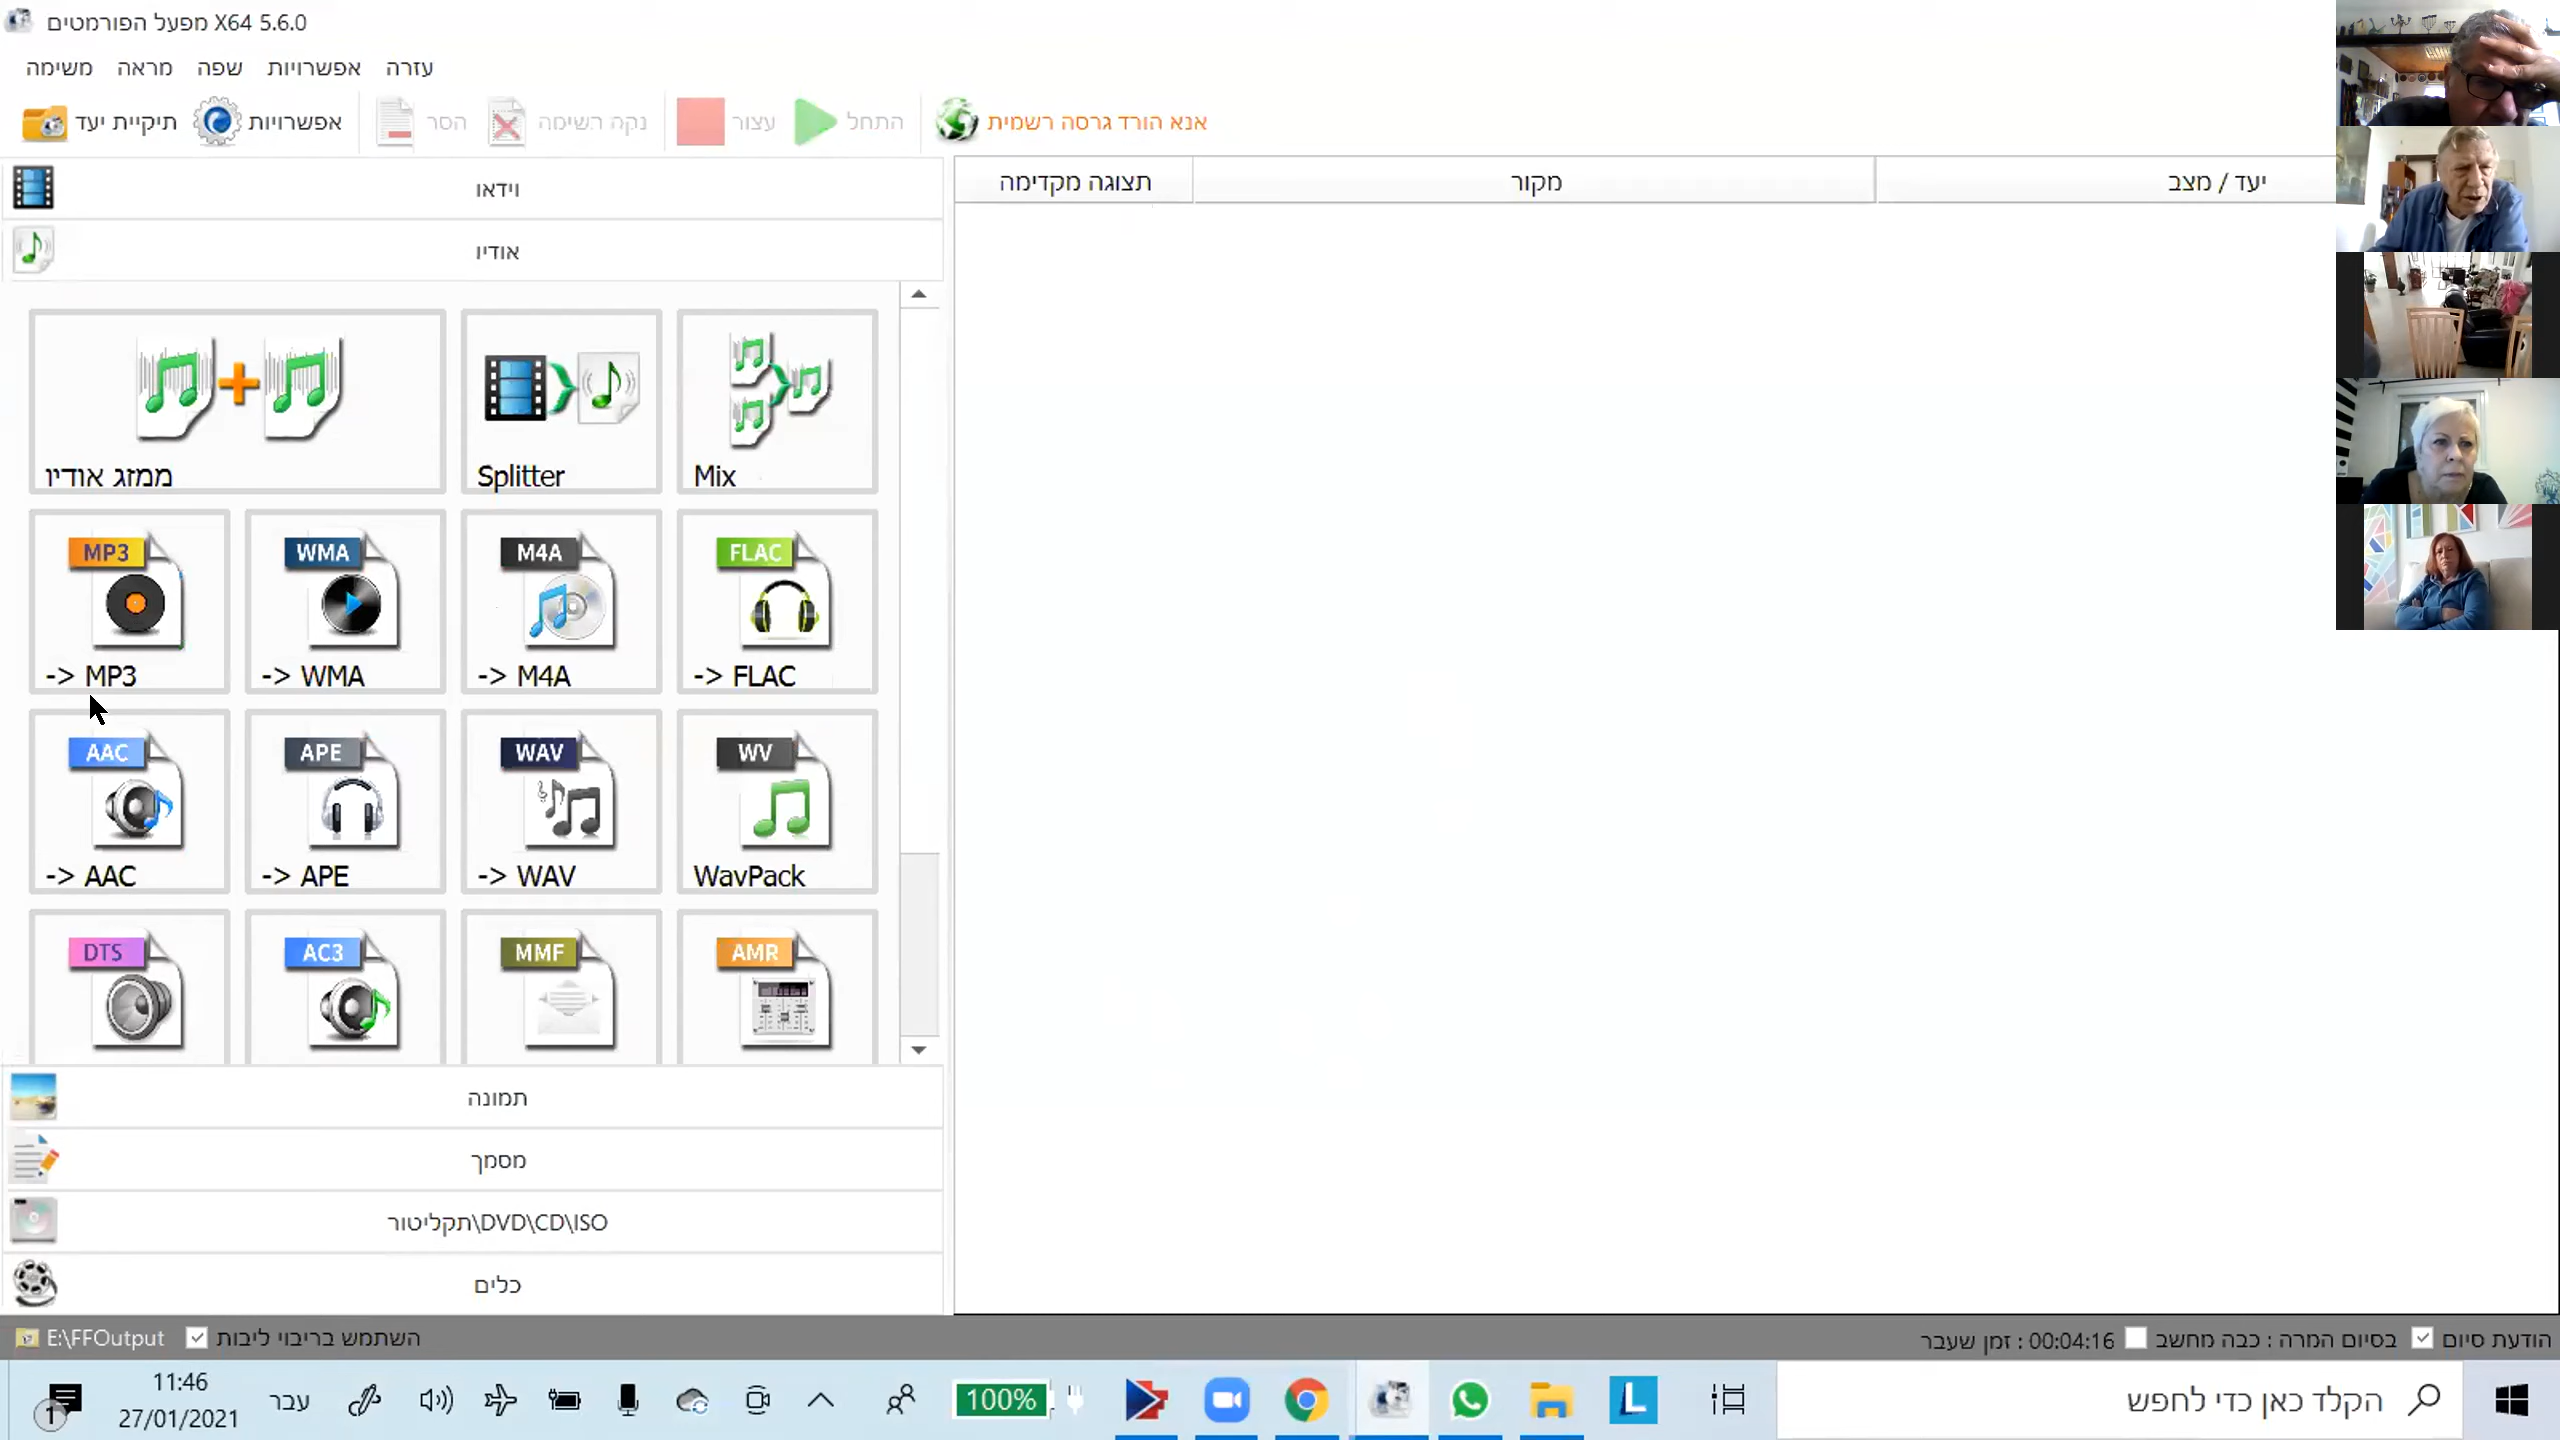 מפעל הפורמטים X64 5.6.0
משימה מראה שפה אפשרויות עזרה
תיקיית יעד אפשרויות הסר נקה רשימה עצור התחל אנא הורד גרסה רשמית
וידאו
אודיו
תצוגה מקדימה מקור יעד / מצב
ממזג אודיו Splitter Mix
MP3 WMA M4A FLAC
-> MP3 -> WMA -> M4A -> FLAC
AAC APE WAV WV
-> AAC -> APE -> WAV WavPack
DTS AC3 MMF AMR
תמונה
מסמך
תקליטור\DVD\CD\ISO
כלים
E:\FFOutput השתמש בריבוי ליבות זמן שעבר : 00:04:16 בסיום המרה : כבה מחשב הודעת סיום
1 11:46 עבר 100% L הקלד כאן כדי לחפש
27/01/2021